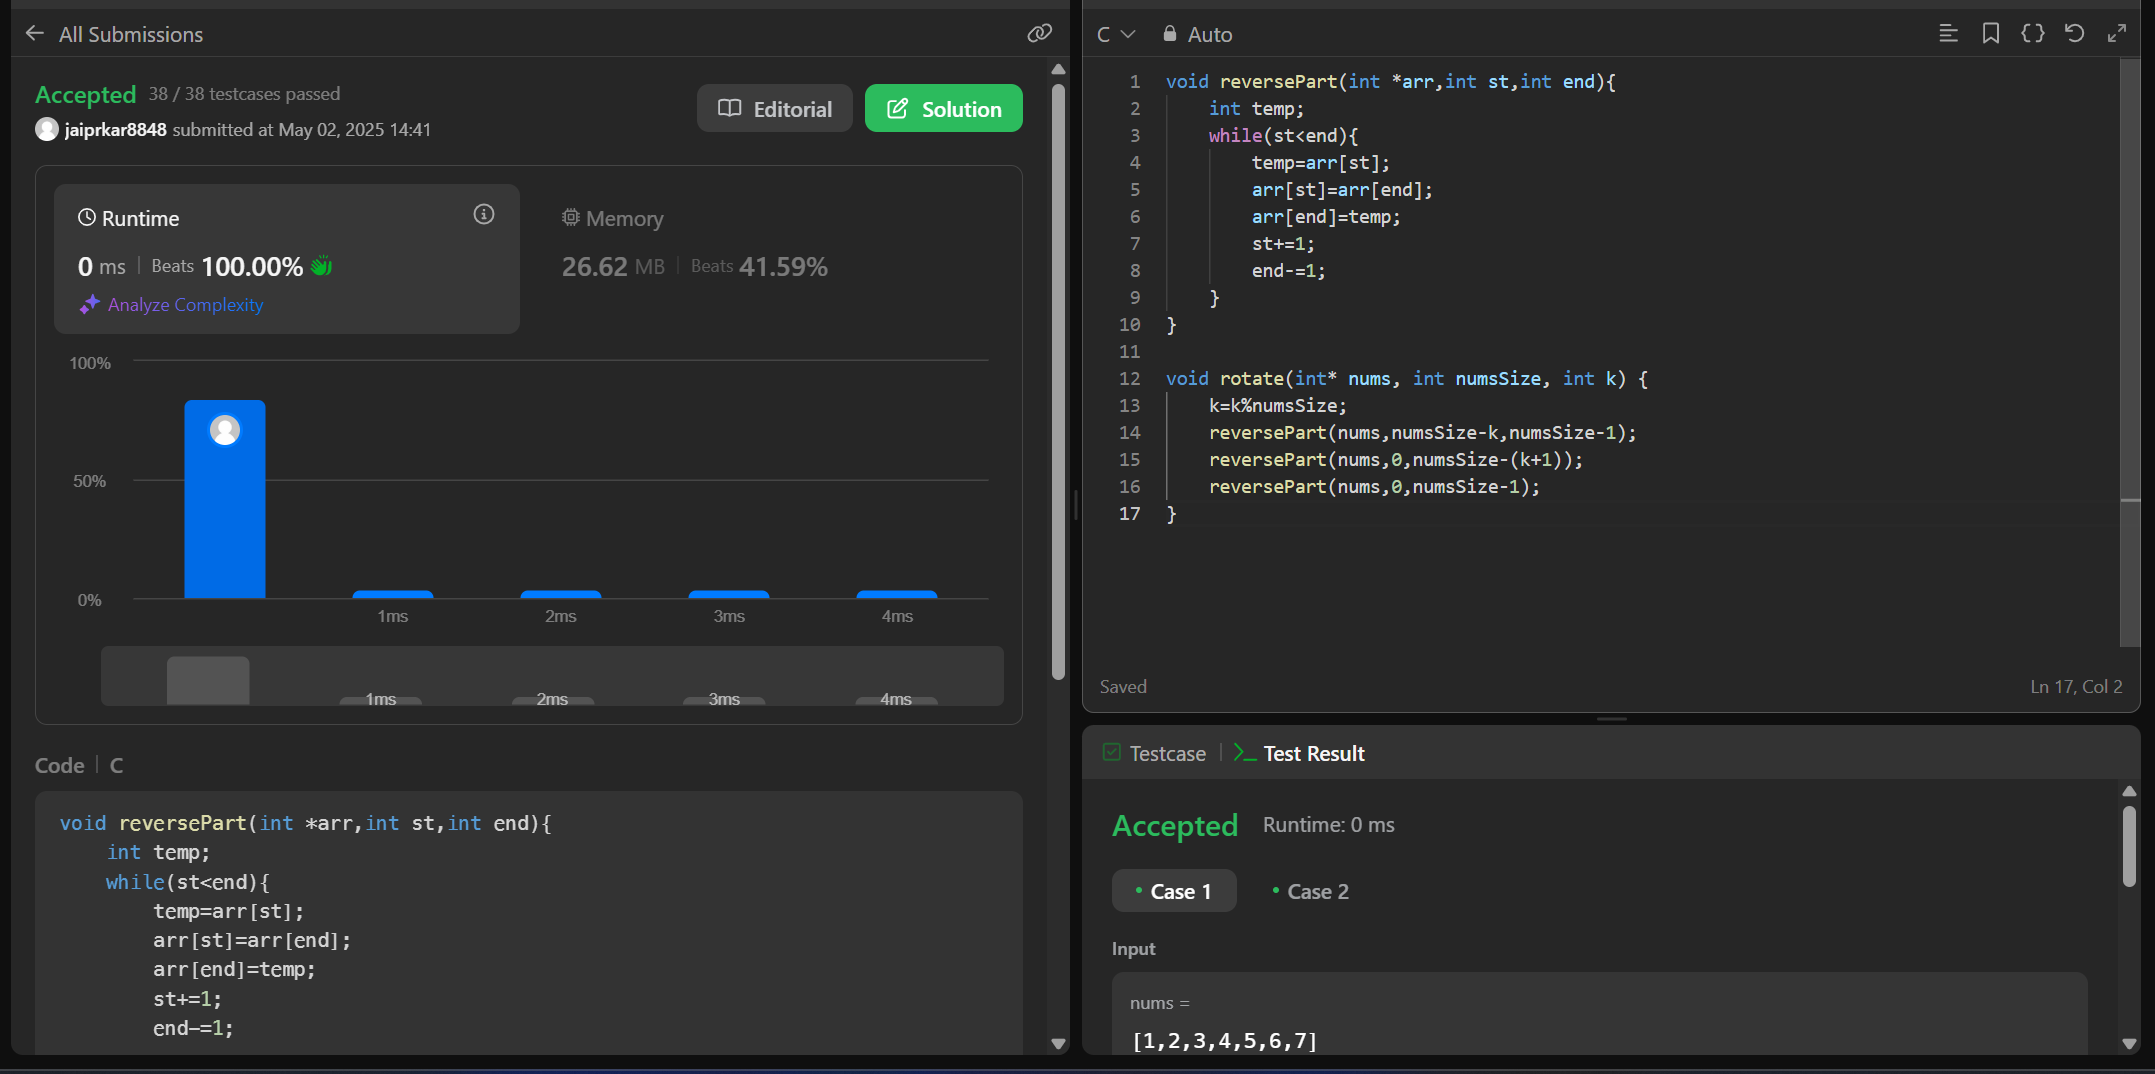 All Submissions
Accepted 38 / 38 testcases passed
jaiprkar8848 submitted at May 02, 2025 14:41
Editorial
Solution
Runtime
0 ms | Beats 100.00%
Analyze Complexity
Memory
26.62 MB | Beats 41.59%
100%
50%
0%
1ms 2ms 3ms 4ms
1ms 2ms 3ms 4ms
Code | C
void reversePart(int *arr,int st,int end){
    int temp;
    while(st<end){
        temp=arr[st];
        arr[st]=arr[end];
        arr[end]=temp;
        st+=1;
        end-=1;
C
Auto
1 void reversePart(int *arr,int st,int end){
2     int temp;
3     while(st<end){
4         temp=arr[st];
5         arr[st]=arr[end];
6         arr[end]=temp;
7         st+=1;
8         end-=1;
9     }
10 }
11
12 void rotate(int* nums, int numsSize, int k) {
13     k=k%numsSize;
14     reversePart(nums,numsSize-k,numsSize-1);
15     reversePart(nums,0,numsSize-(k+1));
16     reversePart(nums,0,numsSize-1);
17 }
Saved
Ln 17, Col 2
Testcase | Test Result
Accepted Runtime: 0 ms
Case 1
Case 2
Input
nums =
[1,2,3,4,5,6,7]